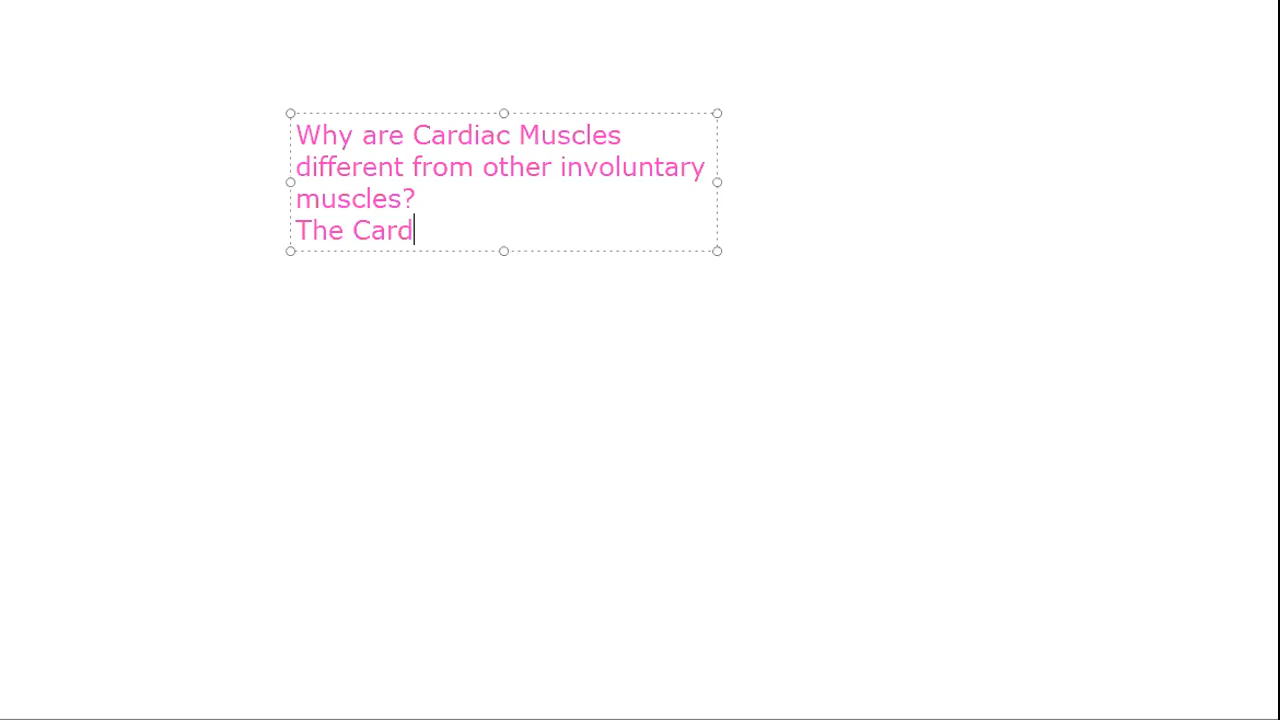 Why are Cardiac Muscles
different from other involuntary
muscles?
The Card